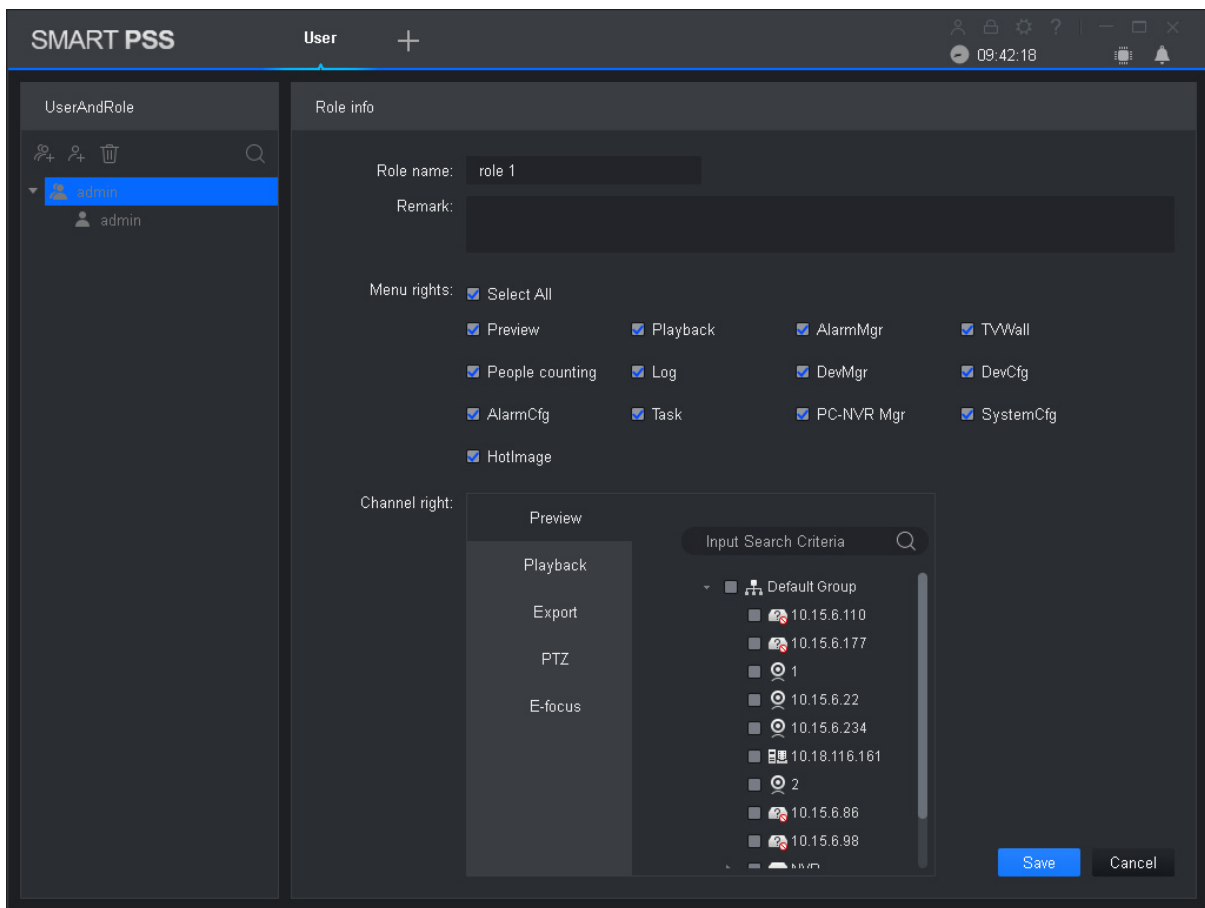 SMART PSS
User
09:42:18
UserAndRole
admin
admin
Role info
Role name: role 1
Remark:
Menu rights: Select All
Preview Playback AlarmMgr TVWall
People counting Log DevMgr DevCfg
AlarmCfg Task PC-NVR Mgr SystemCfg
HotImage
Channel right:
Preview
Playback
Export
PTZ
E-focus
Input Search Criteria
Default Group
10.15.6.110
10.15.6.177
1
10.15.6.22
10.15.6.234
10.18.116.161
2
10.15.6.86
10.15.6.98
NVR
Save Cancel